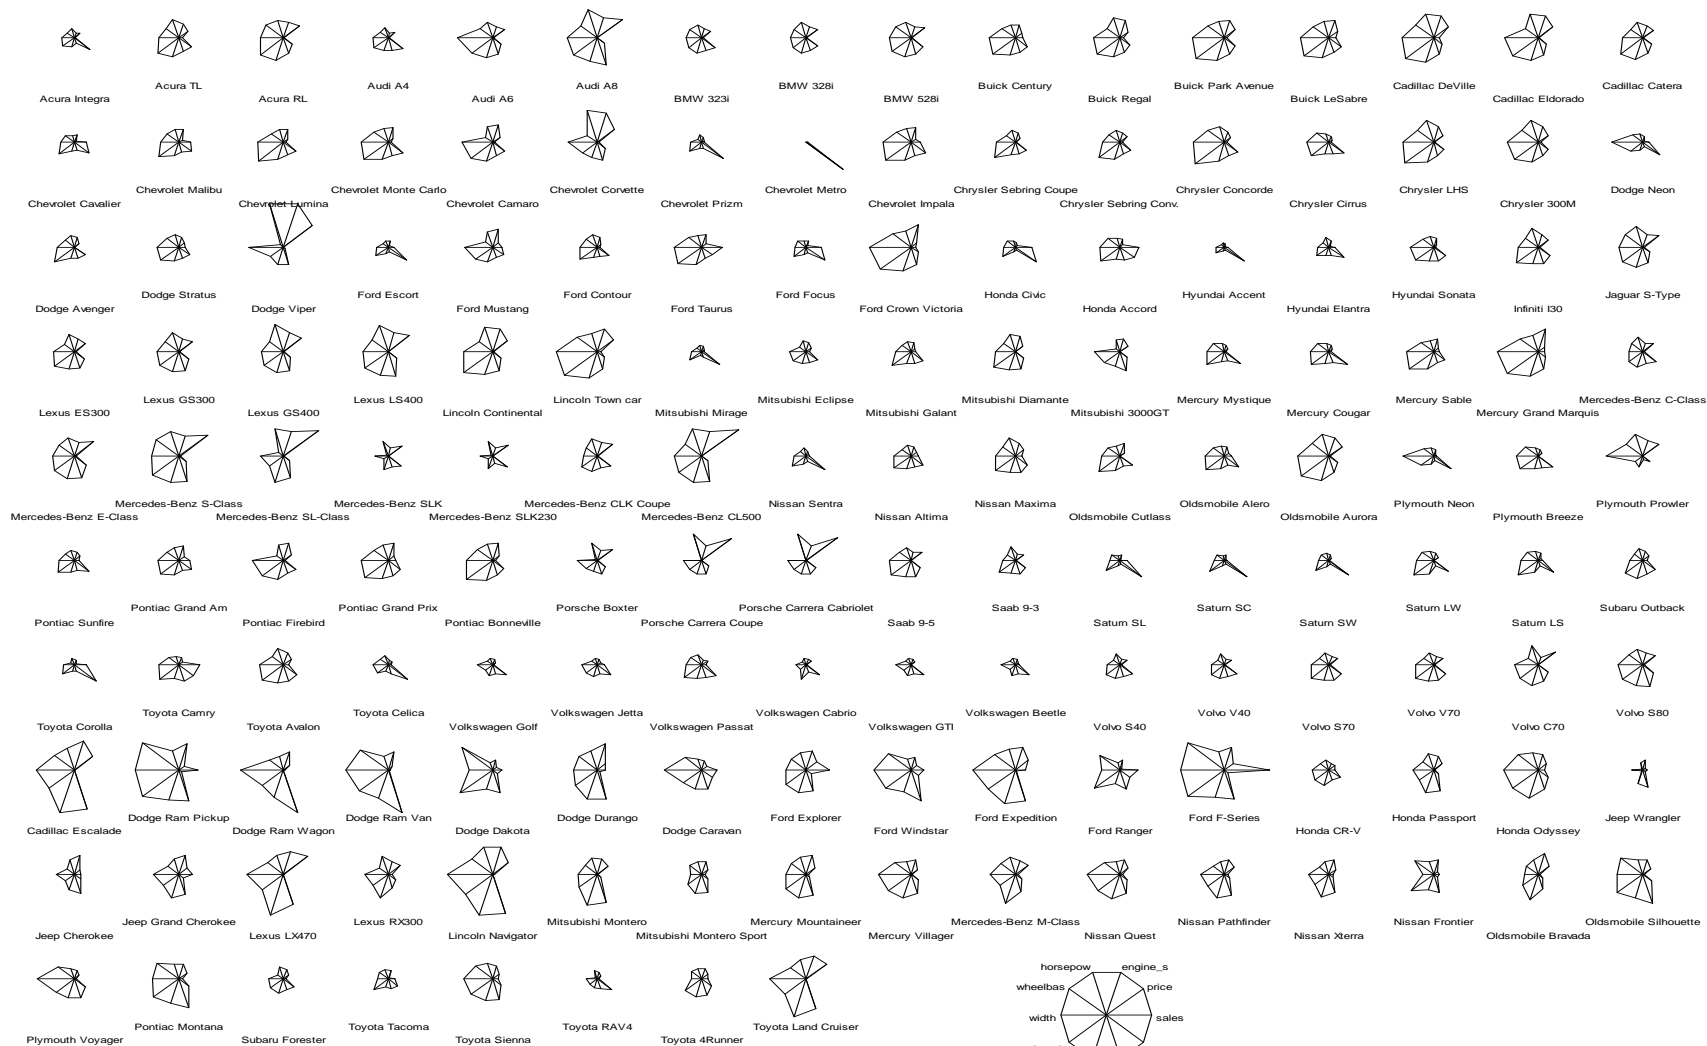 Acura Integra
Acura TL
Acura RL
Audi A4
Audi A6
Audi A8
BMW 323i
BMW 328i
BMW 528i
Buick Century
Buick Regal
Buick Park Avenue
Buick LeSabre
Cadillac DeVille
Cadillac Eldorado
Cadillac Catera
Chevrolet Cavalier
Chevrolet Malibu
Chevrolet Lumina
Chevrolet Monte Carlo
Chevrolet Camaro
Chevrolet Corvette
Chevrolet Prizm
Chevrolet Metro
Chevrolet Impala
Chrysler Sebring Coupe
Chrysler Sebring Conv.
Chrysler Concorde
Chrysler Cirrus
Chrysler LHS
Chrysler 300M
Dodge Neon
Dodge Avenger
Dodge Stratus
Dodge Viper
Ford Escort
Ford Mustang
Ford Contour
Ford Taurus
Ford Focus
Ford Crown Victoria
Honda Civic
Honda Accord
Hyundai Accent
Hyundai Elantra
Hyundai Sonata
Infiniti I30
Jaguar S-Type
Lexus ES300
Lexus GS300
Lexus GS400
Lexus LS400
Lincoln Continental
Lincoln Town car
Mitsubishi Mirage
Mitsubishi Eclipse
Mitsubishi Galant
Mitsubishi Diamante
Mitsubishi 3000GT
Mercury Mystique
Mercury Cougar
Mercury Sable
Mercury Grand Marquis
Mercedes-Benz C-Class
Mercedes-Benz E-Class
Mercedes-Benz S-Class
Mercedes-Benz SL-Class
Mercedes-Benz SLK
Mercedes-Benz SLK230
Mercedes-Benz CLK Coupe
Mercedes-Benz CL500
Nissan Sentra
Nissan Altima
Nissan Maxima
Oldsmobile Cutlass
Oldsmobile Alero
Oldsmobile Aurora
Plymouth Neon
Plymouth Breeze
Plymouth Prowler
Pontiac Sunfire
Pontiac Grand Am
Pontiac Firebird
Pontiac Grand Prix
Pontiac Bonneville
Porsche Boxter
Porsche Carrera Coupe
Porsche Carrera Cabriolet
Saab 9-5
Saab 9-3
Saturn SL
Saturn SC
Saturn SW
Saturn LW
Saturn LS
Subaru Outback
Toyota Corolla
Toyota Camry
Toyota Avalon
Toyota Celica
Volkswagen Golf
Volkswagen Jetta
Volkswagen Passat
Volkswagen Cabrio
Volkswagen GTI
Volkswagen Beetle
Volvo S40
Volvo V40
Volvo S70
Volvo V70
Volvo C70
Volvo S80
Cadillac Escalade
Dodge Ram Pickup
Dodge Ram Wagon
Dodge Ram Van
Dodge Dakota
Dodge Durango
Dodge Caravan
Ford Explorer
Ford Windstar
Ford Expedition
Ford Ranger
Ford F-Series
Honda CR-V
Honda Passport
Honda Odyssey
Jeep Wrangler
Jeep Cherokee
Jeep Grand Cherokee
Lexus LX470
Lexus RX300
Lincoln Navigator
Mitsubishi Montero
Mitsubishi Montero Sport
Mercury Mountaineer
Mercury Villager
Mercedes-Benz M-Class
Nissan Quest
Nissan Pathfinder
Nissan Xterra
Nissan Frontier
Oldsmobile Bravada
Oldsmobile Silhouette
Plymouth Voyager
Pontiac Montana
Subaru Forester
Toyota Tacoma
Toyota Sienna
Toyota RAV4
Toyota 4Runner
Toyota Land Cruiser
horsepow
engine_s
wheelbas
price
width
sales